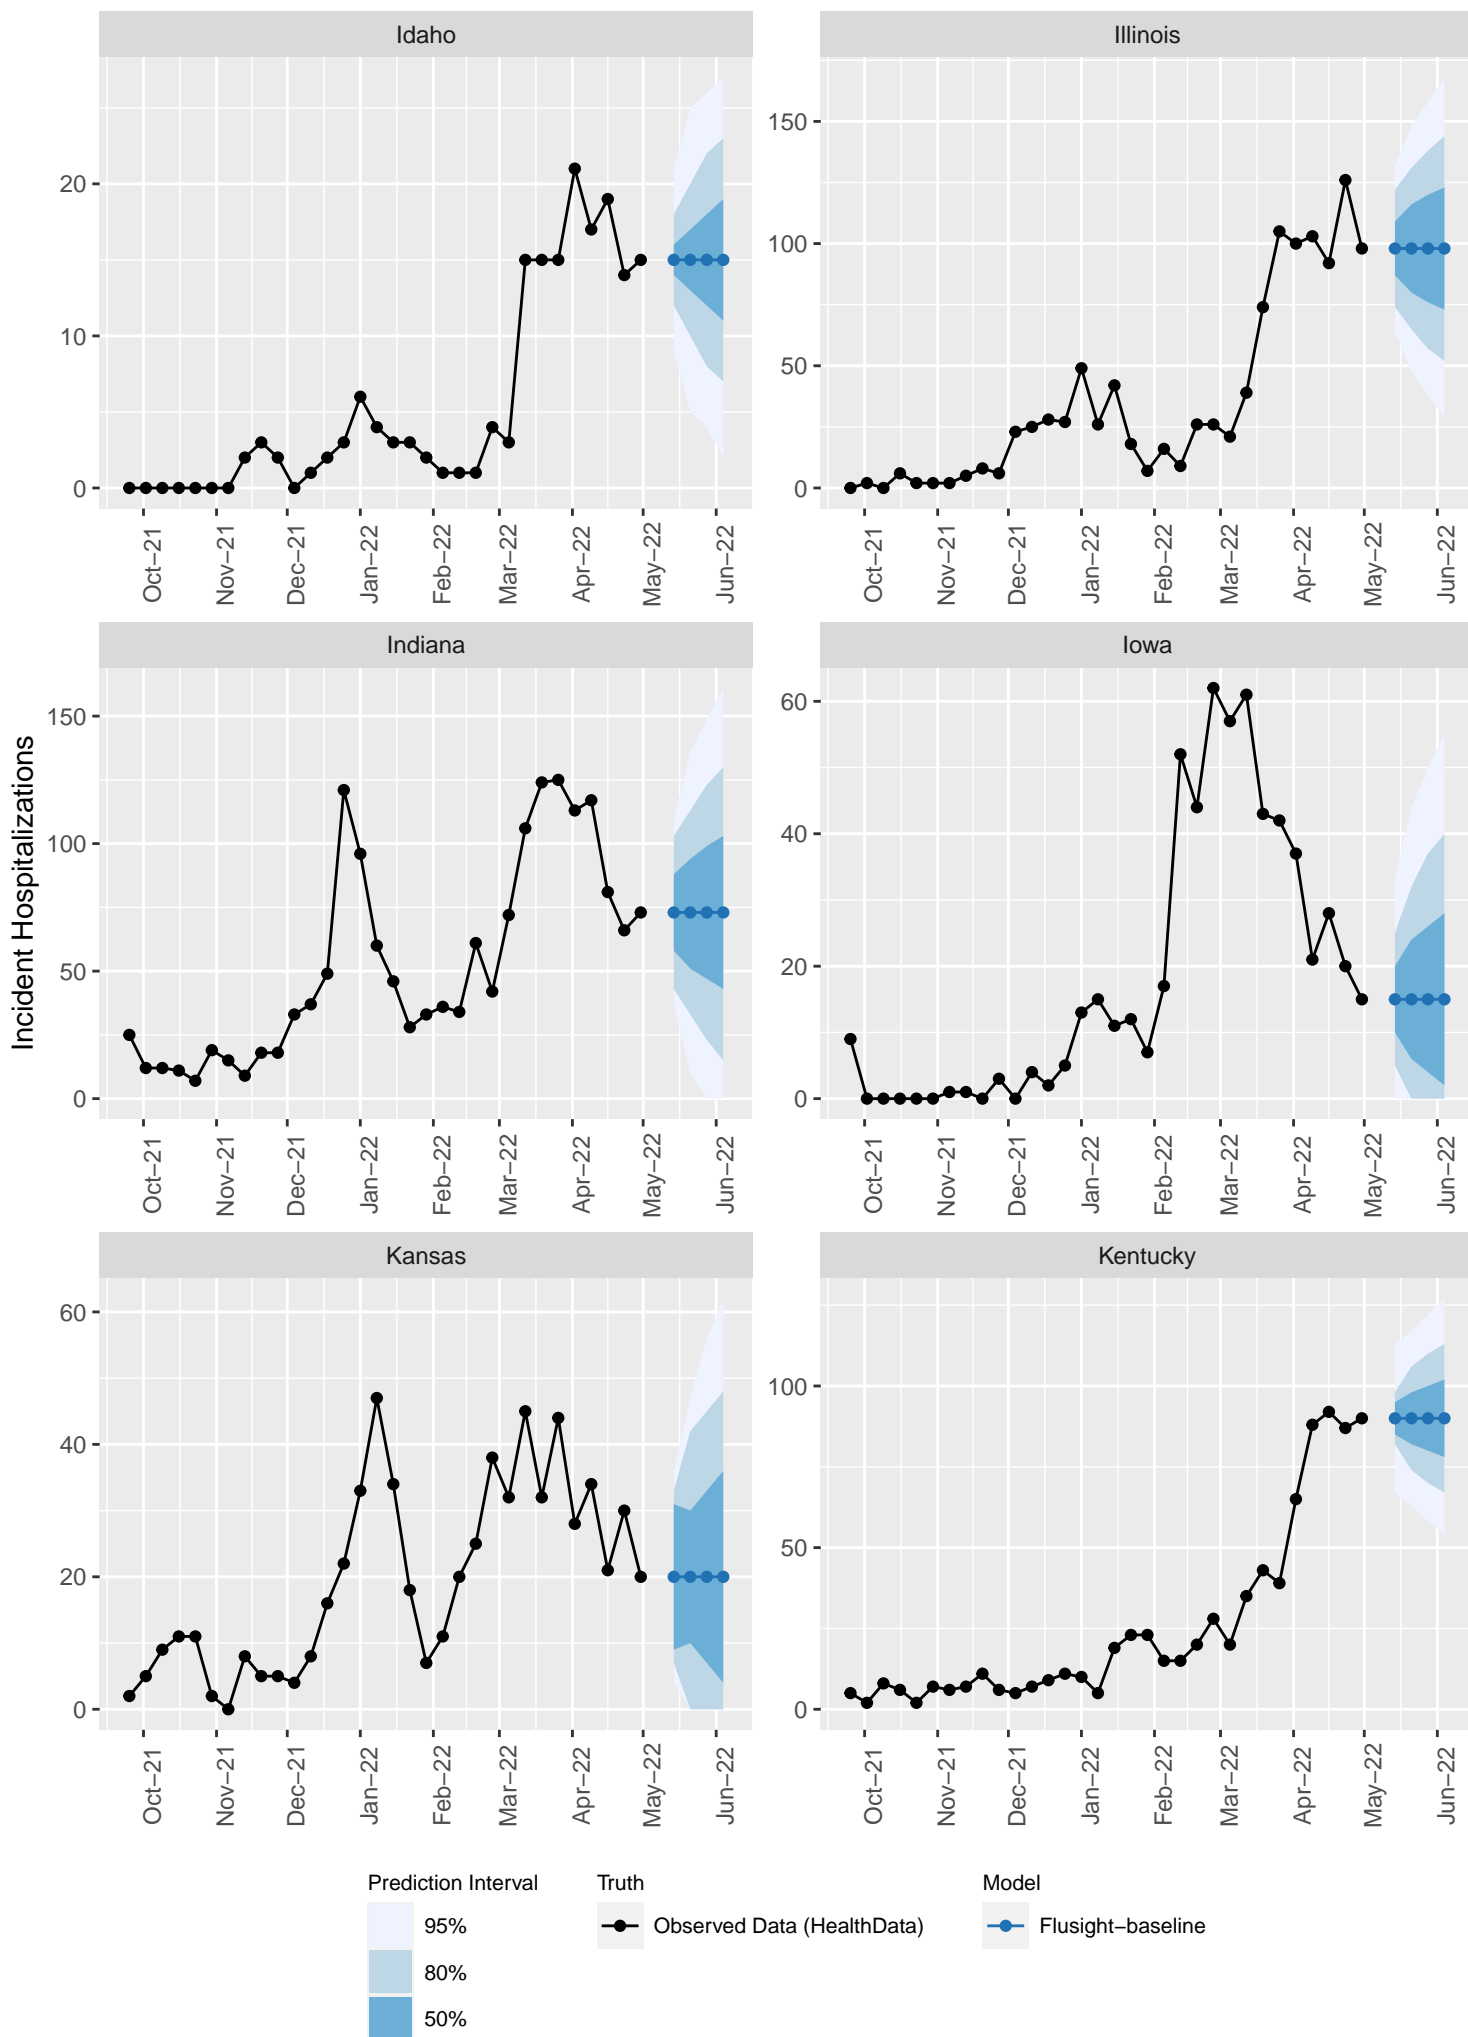 Idaho Illinois
20
10
0
150
100
50
0
Oct−21 Nov−21 Dec−21 Jan−22 Feb−22 Mar−22 Apr−22 May−22 Jun−22
Oct−21 Nov−21 Dec−21 Jan−22 Feb−22 Mar−22 Apr−22 May−22 Jun−22
Indiana Iowa
Incident Hospitalizations
150
100
50
0
60
40
20
0
Oct−21 Nov−21 Dec−21 Jan−22 Feb−22 Mar−22 Apr−22 May−22 Jun−22
Oct−21 Nov−21 Dec−21 Jan−22 Feb−22 Mar−22 Apr−22 May−22 Jun−22
Kansas Kentucky
60
40
20
0
100
50
0
Oct−21 Nov−21 Dec−21 Jan−22 Feb−22 Mar−22 Apr−22 May−22 Jun−22
Oct−21 Nov−21 Dec−21 Jan−22 Feb−22 Mar−22 Apr−22 May−22 Jun−22
Prediction Interval
95%
80%
50%
Truth
Observed Data (HealthData)
Model
Flusight−baseline